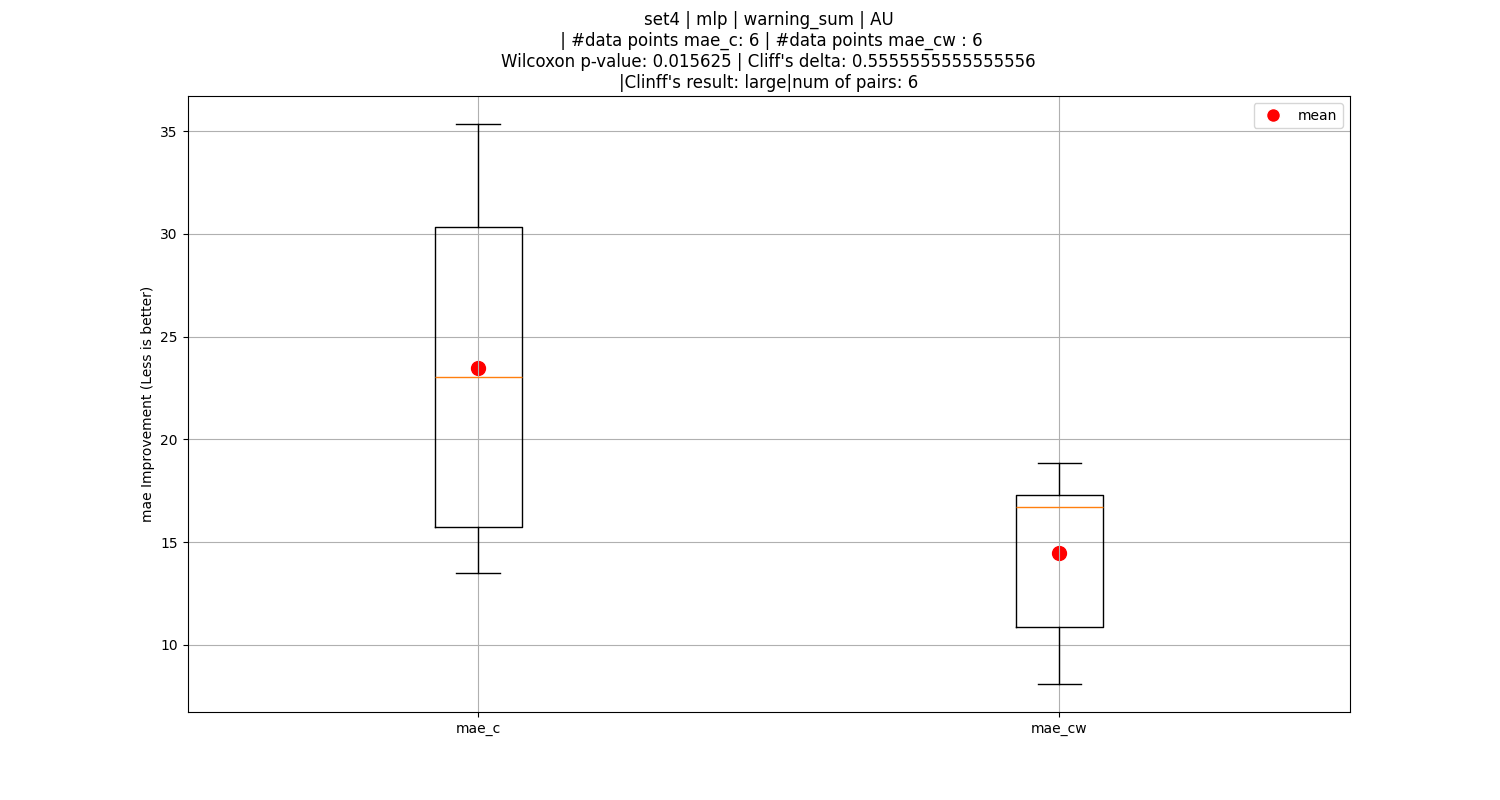 set4 | mlp | warning_sum | AU
| #data points mae_c: 6 | #data points mae_cw : 6
Wilcoxon p-value: 0.015625 | Cliff's delta: 0.5555555555555556
|Clinff's result: large|num of pairs: 6
mean
35
30
25
20
15
10
mae Improvement (Less is better)
mae_c
mae_cw